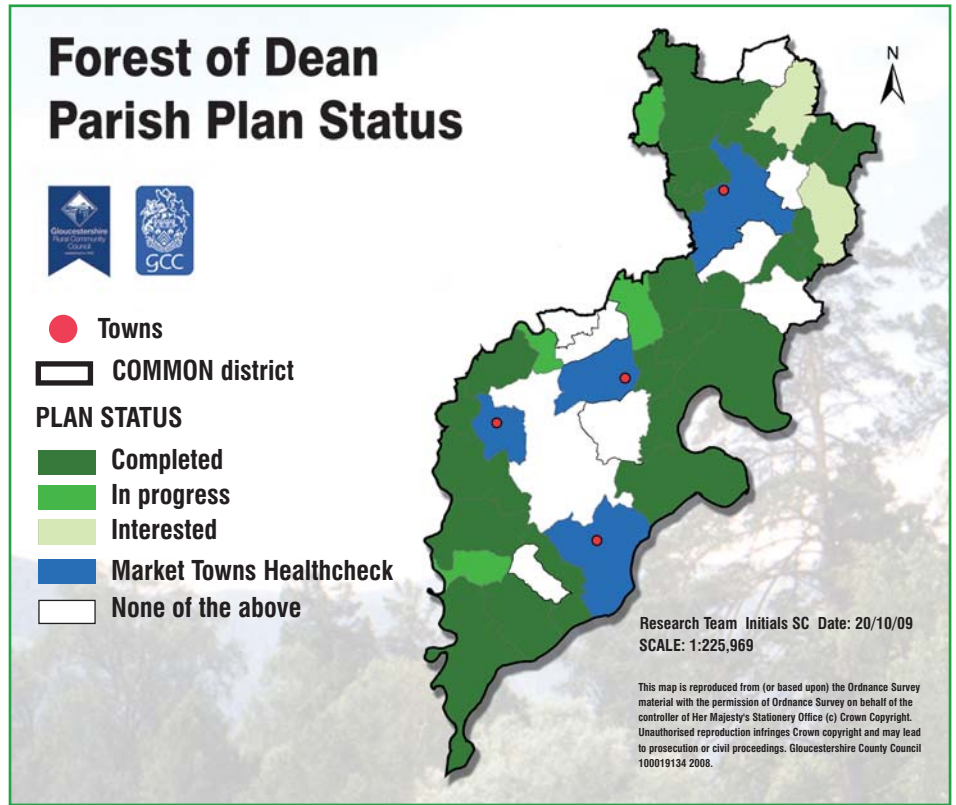 Forest of Dean
Parish Plan Status
N
Gloucestershire
Rural Community
Council
GCC
Towns
COMMON district
PLAN STATUS
Completed
In progress
Interested
Market Towns Healthcheck
None of the above
Research Team Initials SC Date: 20/10/09
SCALE: 1:225,969
This map is reproduced from (or based upon) the Ordnance Survey
material with the permission of Ordnance Survey on behalf of the
controller of Her Majesty's Stationery Office (c) Crown Copyright.
Unauthorised reproduction infringes Crown copyright and may lead
to prosecution or civil proceedings. Gloucestershire County Council
100019134 2008.